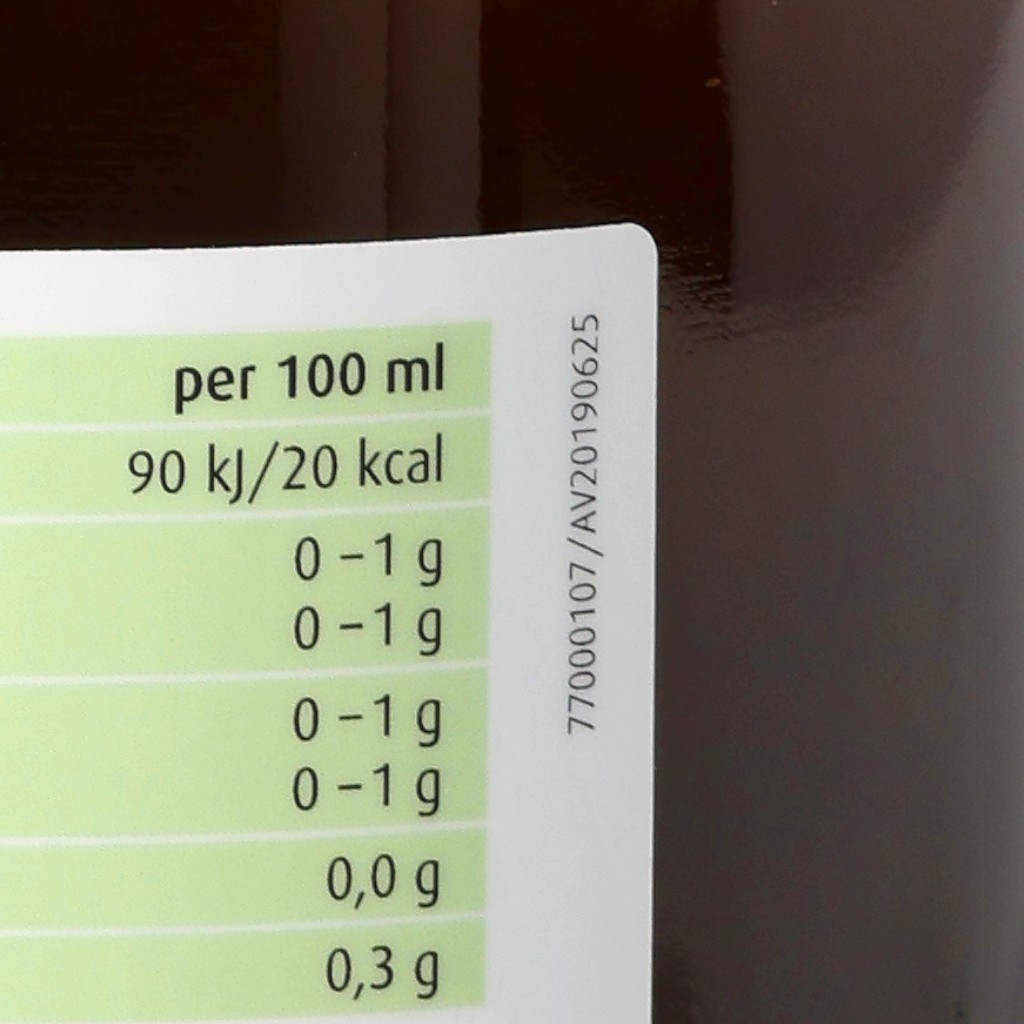 per 100 ml
90 kJ/20 kcal
0 – 1 g
0 – 1 g
0 – 1 g
0 – 1 g
0,0 g
0,3 g
77000107/AV20190625